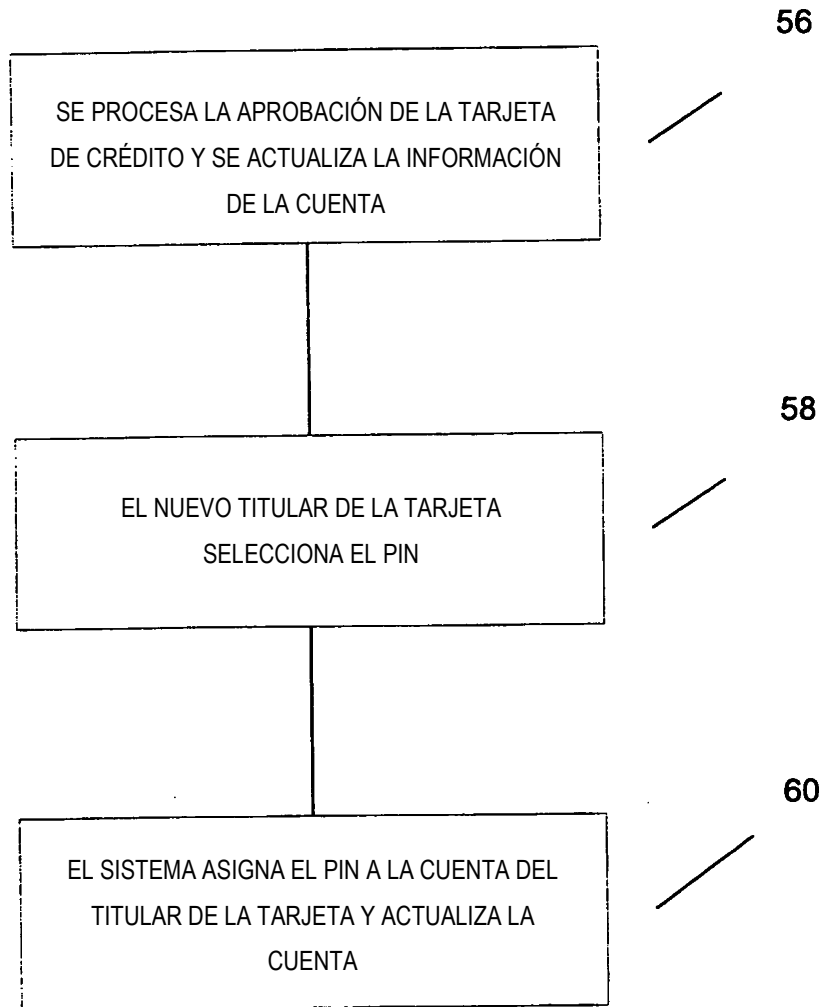 56
SE PROCESA LA APROBACIÓN DE LA TARJETA
DE CRÉDITO Y SE ACTUALIZA LA INFORMACIÓN
DE LA CUENTA
58
EL NUEVO TITULAR DE LA TARJETA
SELECCIONA EL PIN
60
EL SISTEMA ASIGNA EL PIN A LA CUENTA DEL
TITULAR DE LA TARJETA Y ACTUALIZA LA
CUENTA